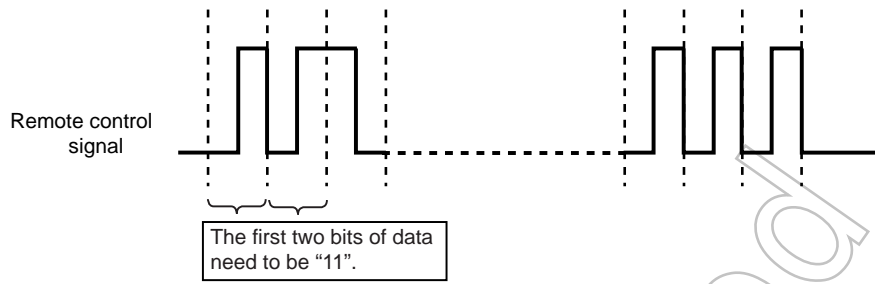 Remote control
signal
The first two bits of data
need to be “11”.